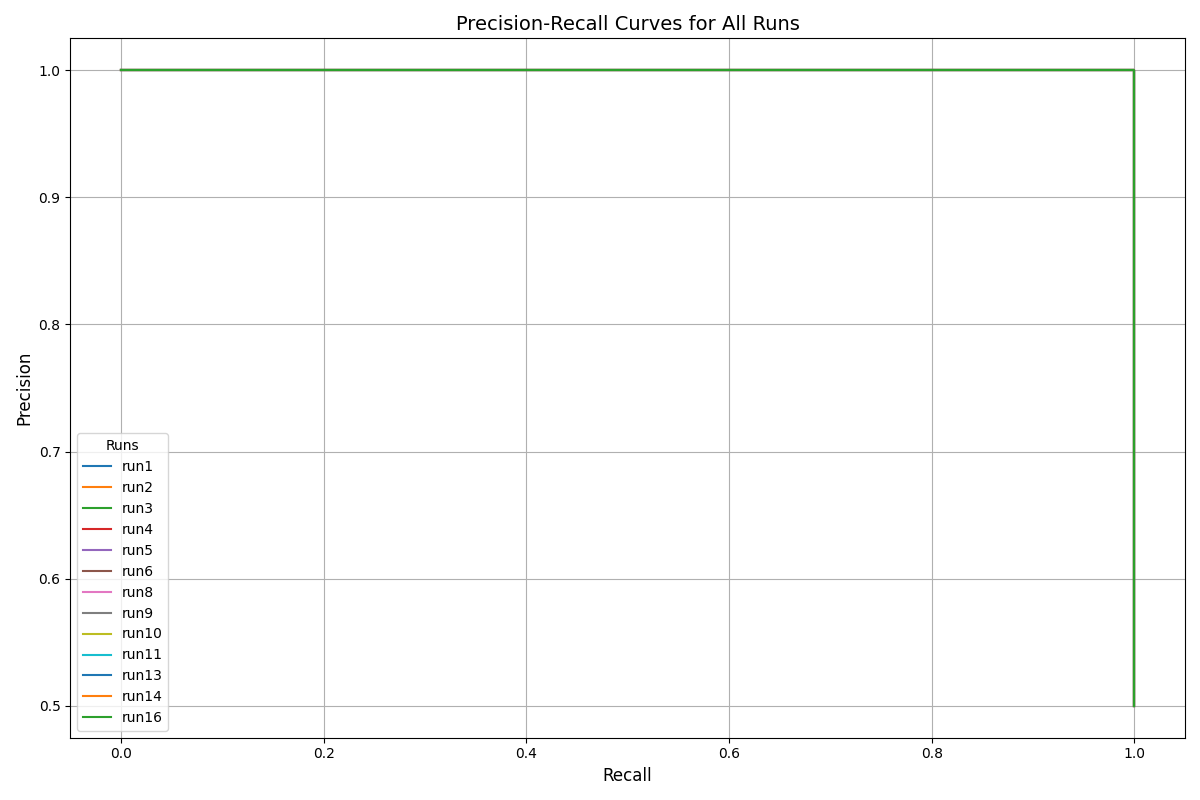 Precision-Recall Curves for All Runs
Precision
1.0
0.9
0.8
0.7
0.6
0.5
Runs
run1
run2
run3
run4
run5
run6
run8
run9
run10
run11
run13
run14
run16
0.0 0.2 0.4 0.6 0.8 1.0
Recall